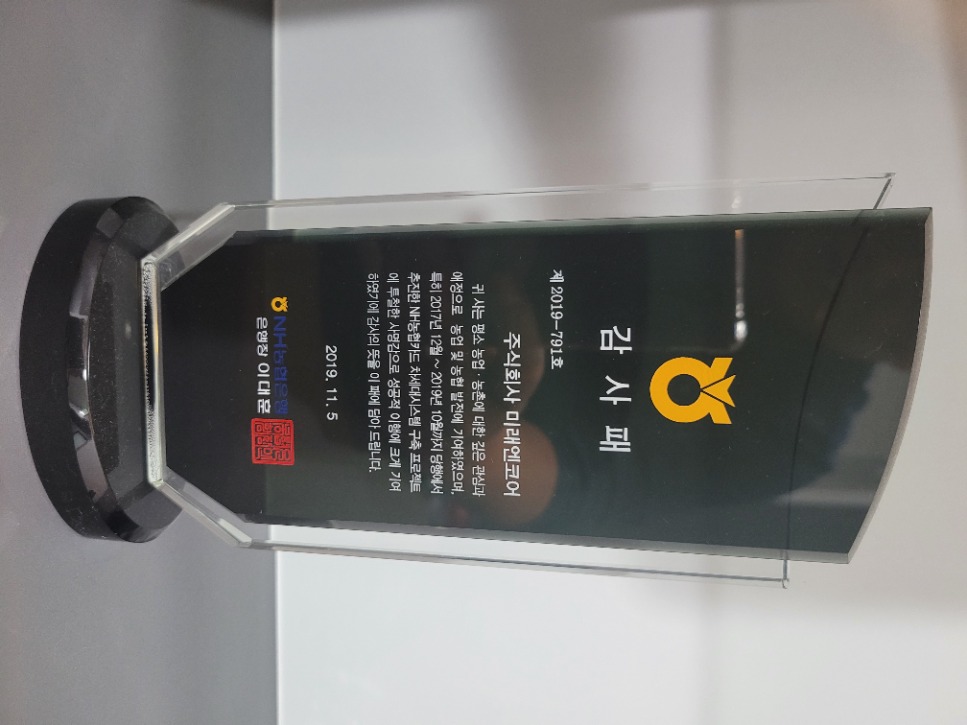 감사패
제 2019-791호
주식회사 미래엔코어
귀 사는 평소 농업·농촌에 대한 깊은 관심과
애정으로 농업 및 농협 발전에 기여하였으며,
특히 2017년 12월 ~ 2019년 10월까지 당행에서
추진한 NH농협카드 차세대시스템 구축 프로젝트
에 투철한 사명감으로 성공적 이행에 크게 기여
하였기에 감사의 뜻을 이 패에 담아 드립니다.
2019. 11. 5
NH농협은행
은행장 이대훈